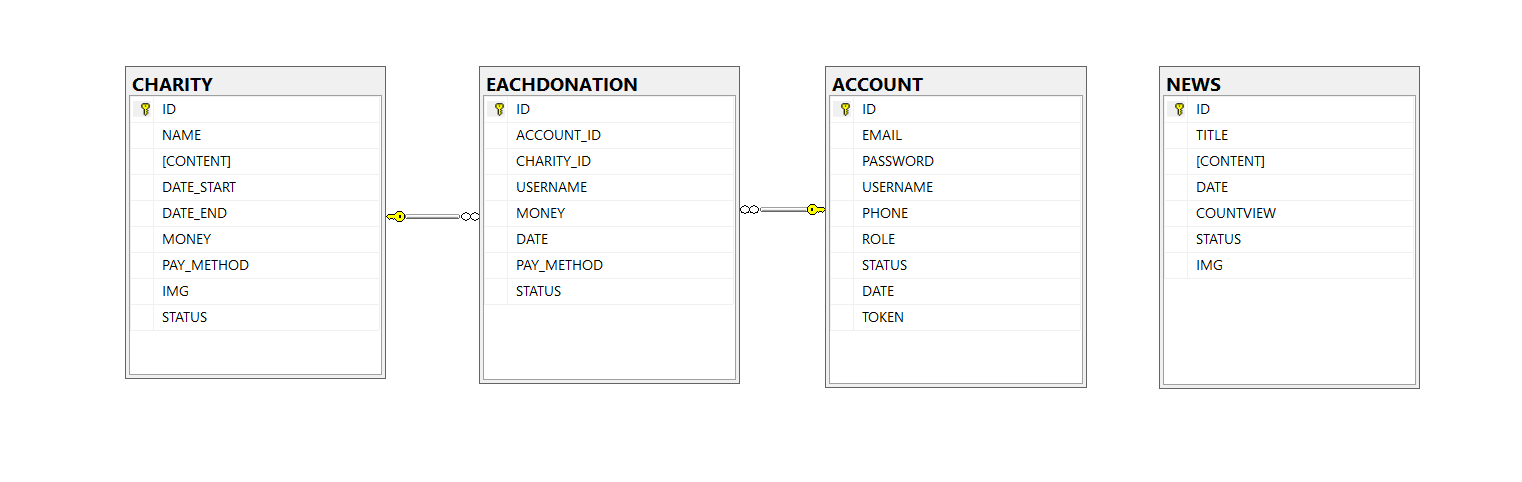 CHARITY
ID
NAME
[CONTENT]
DATE_START
DATE_END
MONEY
PAY_METHOD
IMG
STATUS
EACHDONATION
ID
ACCOUNT_ID
CHARITY_ID
USERNAME
MONEY
DATE
PAY_METHOD
STATUS
ACCOUNT
ID
EMAIL
PASSWORD
USERNAME
PHONE
ROLE
STATUS
DATE
TOKEN
NEWS
ID
TITLE
[CONTENT]
DATE
COUNTVIEW
STATUS
IMG